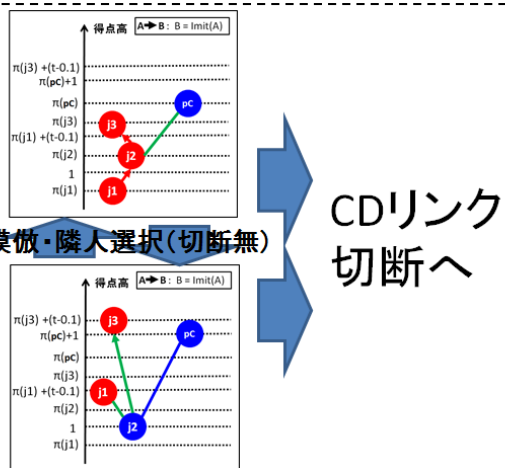 得点高
A→B: B = Imit(A)
π(j3) +(t-0.1)
π(pC)+1
π(pC)
π(j3)
π(j1) +(t-0.1)
π(j2)
1
π(j1)
pC
j3
j2
j1
模倣・隣人選択(切断無)
CDリンク
切断へ
得点高
A→B: B = Imit(A)
π(j3) +(t-0.1)
π(pC)+1
π(pC)
π(j3)
π(j1) +(t-0.1)
π(j2)
1
π(j1)
j3
pC
j1
j2